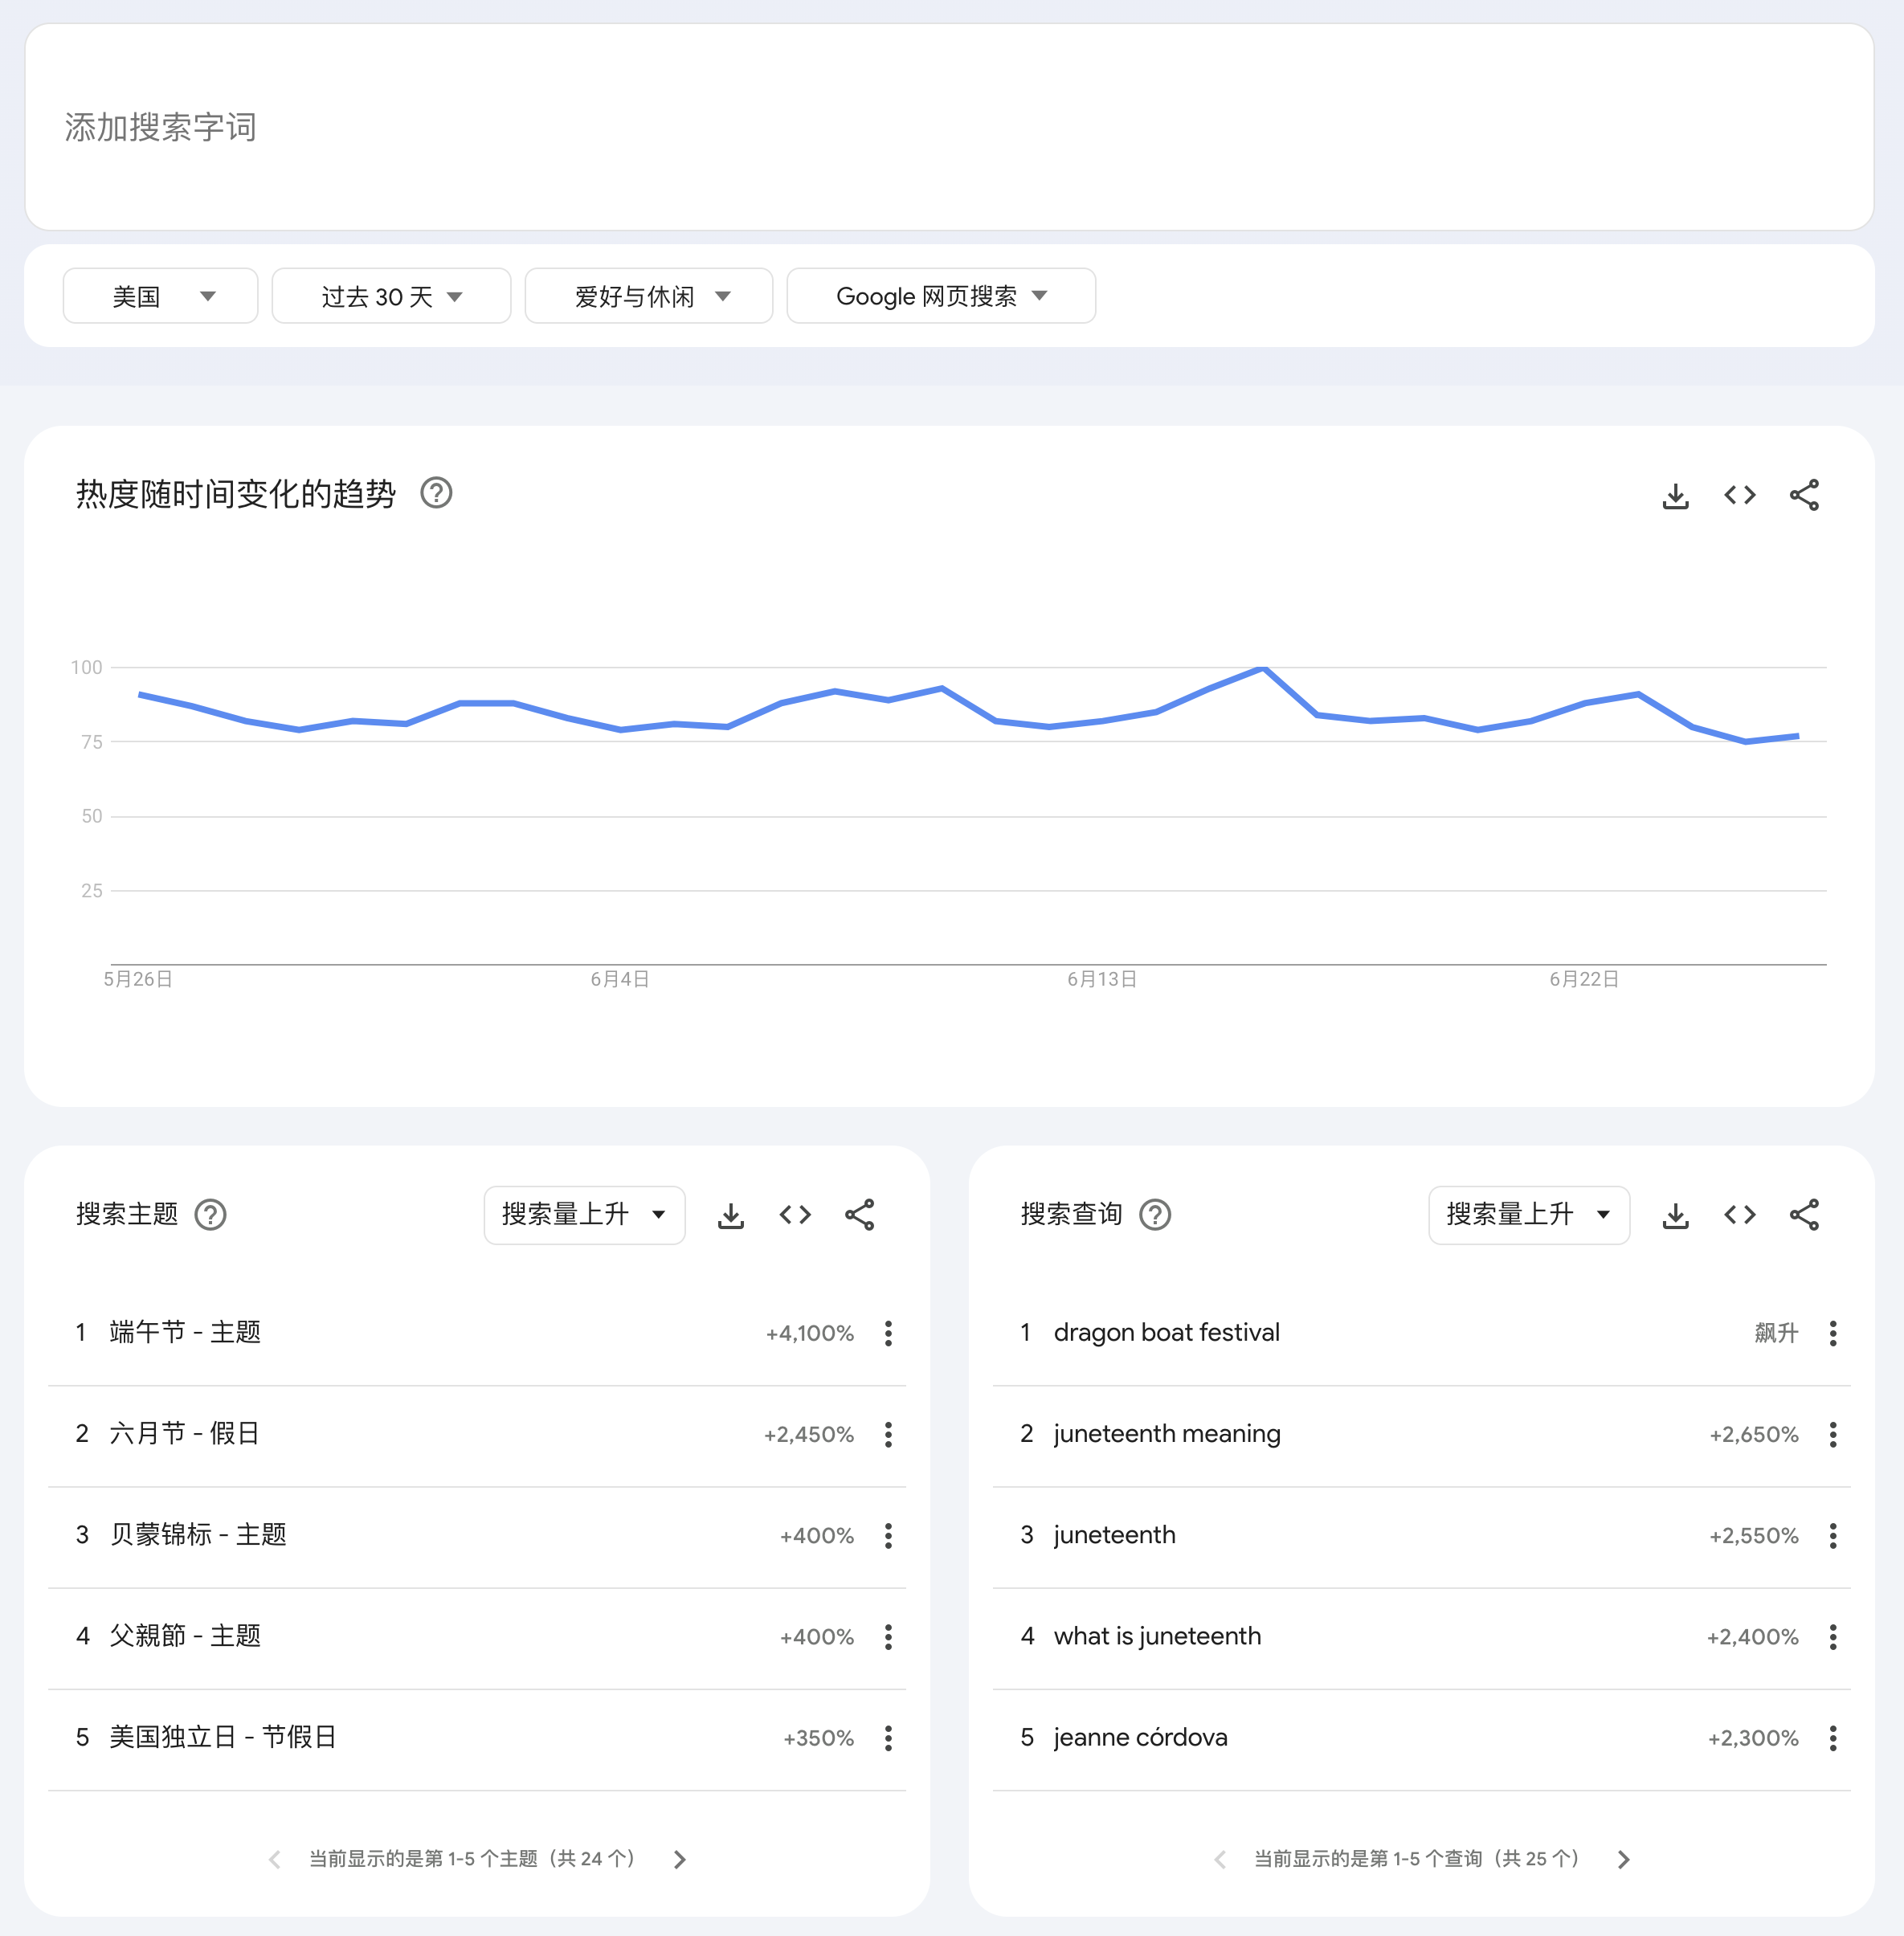 添加搜索字词
美国
过去 30 天
爱好与休闲
Google 网页搜索
热度随时间变化的趋势
100
75
50
25
5月26日
6月4日
6月13日
6月22日
搜索主题
搜索量上升
1 端午节 - 主题 +4,100%
2 六月节 - 假日 +2,450%
3 贝蒙锦标 - 主题 +400%
4 父親節 - 主题 +400%
5 美国独立日 - 节假日 +350%
当前显示的是第 1-5 个主题（共 24 个）
搜索查询
搜索量上升
1 dragon boat festival 飙升
2 juneteenth meaning +2,650%
3 juneteenth +2,550%
4 what is juneteenth +2,400%
5 jeanne córdova +2,300%
当前显示的是第 1-5 个查询（共 25 个）